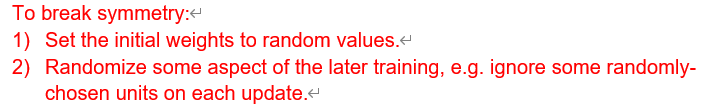 To break symmetry:
1) Set the initial weights to random values.
2) Randomize some aspect of the later training, e.g. ignore some randomly-
chosen units on each update.